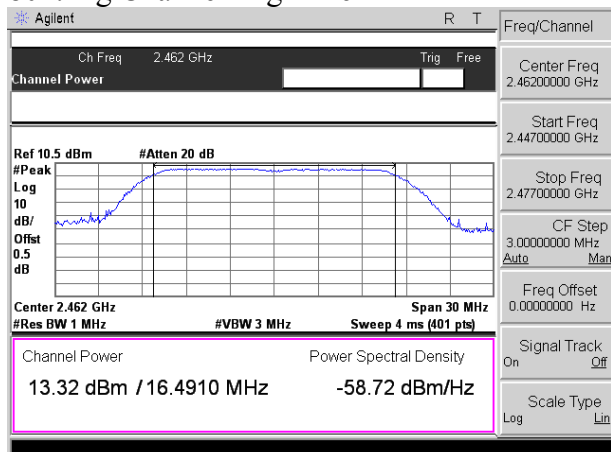 Agilent R T
Freq/Channel
Ch Freq 2.462 GHz Trig Free
Channel Power
Center Freq
2.46200000 GHz
Start Freq
2.44700000 GHz
Stop Freq
2.47700000 GHz
CF Step
3.00000000 MHz
Auto Man
Freq Offset
0.00000000 Hz
Signal Track
On Off
Scale Type
Log Lin
Ref 10.5 dBm #Atten 20 dB
#Peak
Log
10
dB/
Offst
0.5
dB
Center 2.462 GHz Span 30 MHz
#Res BW 1 MHz #VBW 3 MHz Sweep 4 ms (401 pts)
Channel Power Power Spectral Density
13.32 dBm / 16.4910 MHz -58.72 dBm/Hz